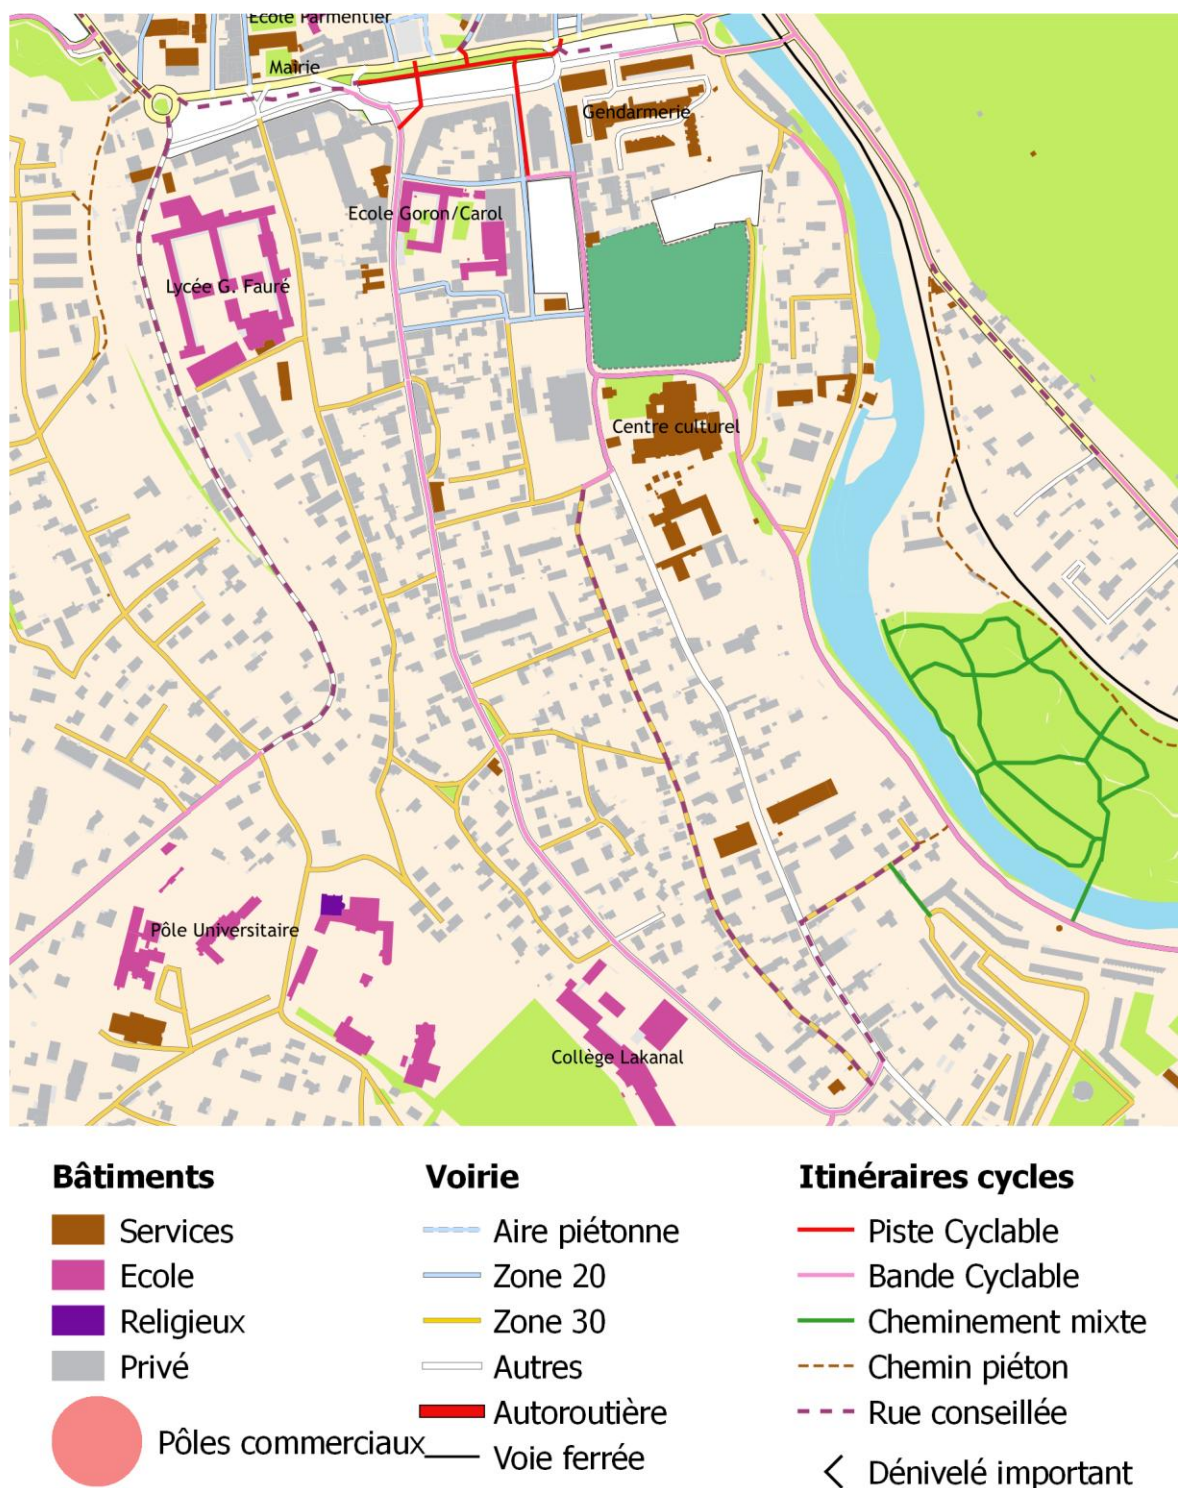 Ecole Parmentier
Mairie
Gendarmerie
Ecole Goron/Carol
Lycée G. Fauré
Centre culturel
Pôle Universitaire
Collège Lakanal
Bâtiments
Services
Ecole
Religieux
Privé
Pôles commerciaux
Voirie
Aire piétonne
Zone 20
Zone 30
Autres
Autoroutière
Voie ferrée
Itinéraires cycles
Piste Cyclable
Bande Cyclable
Cheminement mixte
Chemin piéton
Rue conseillée
Dénivelé important